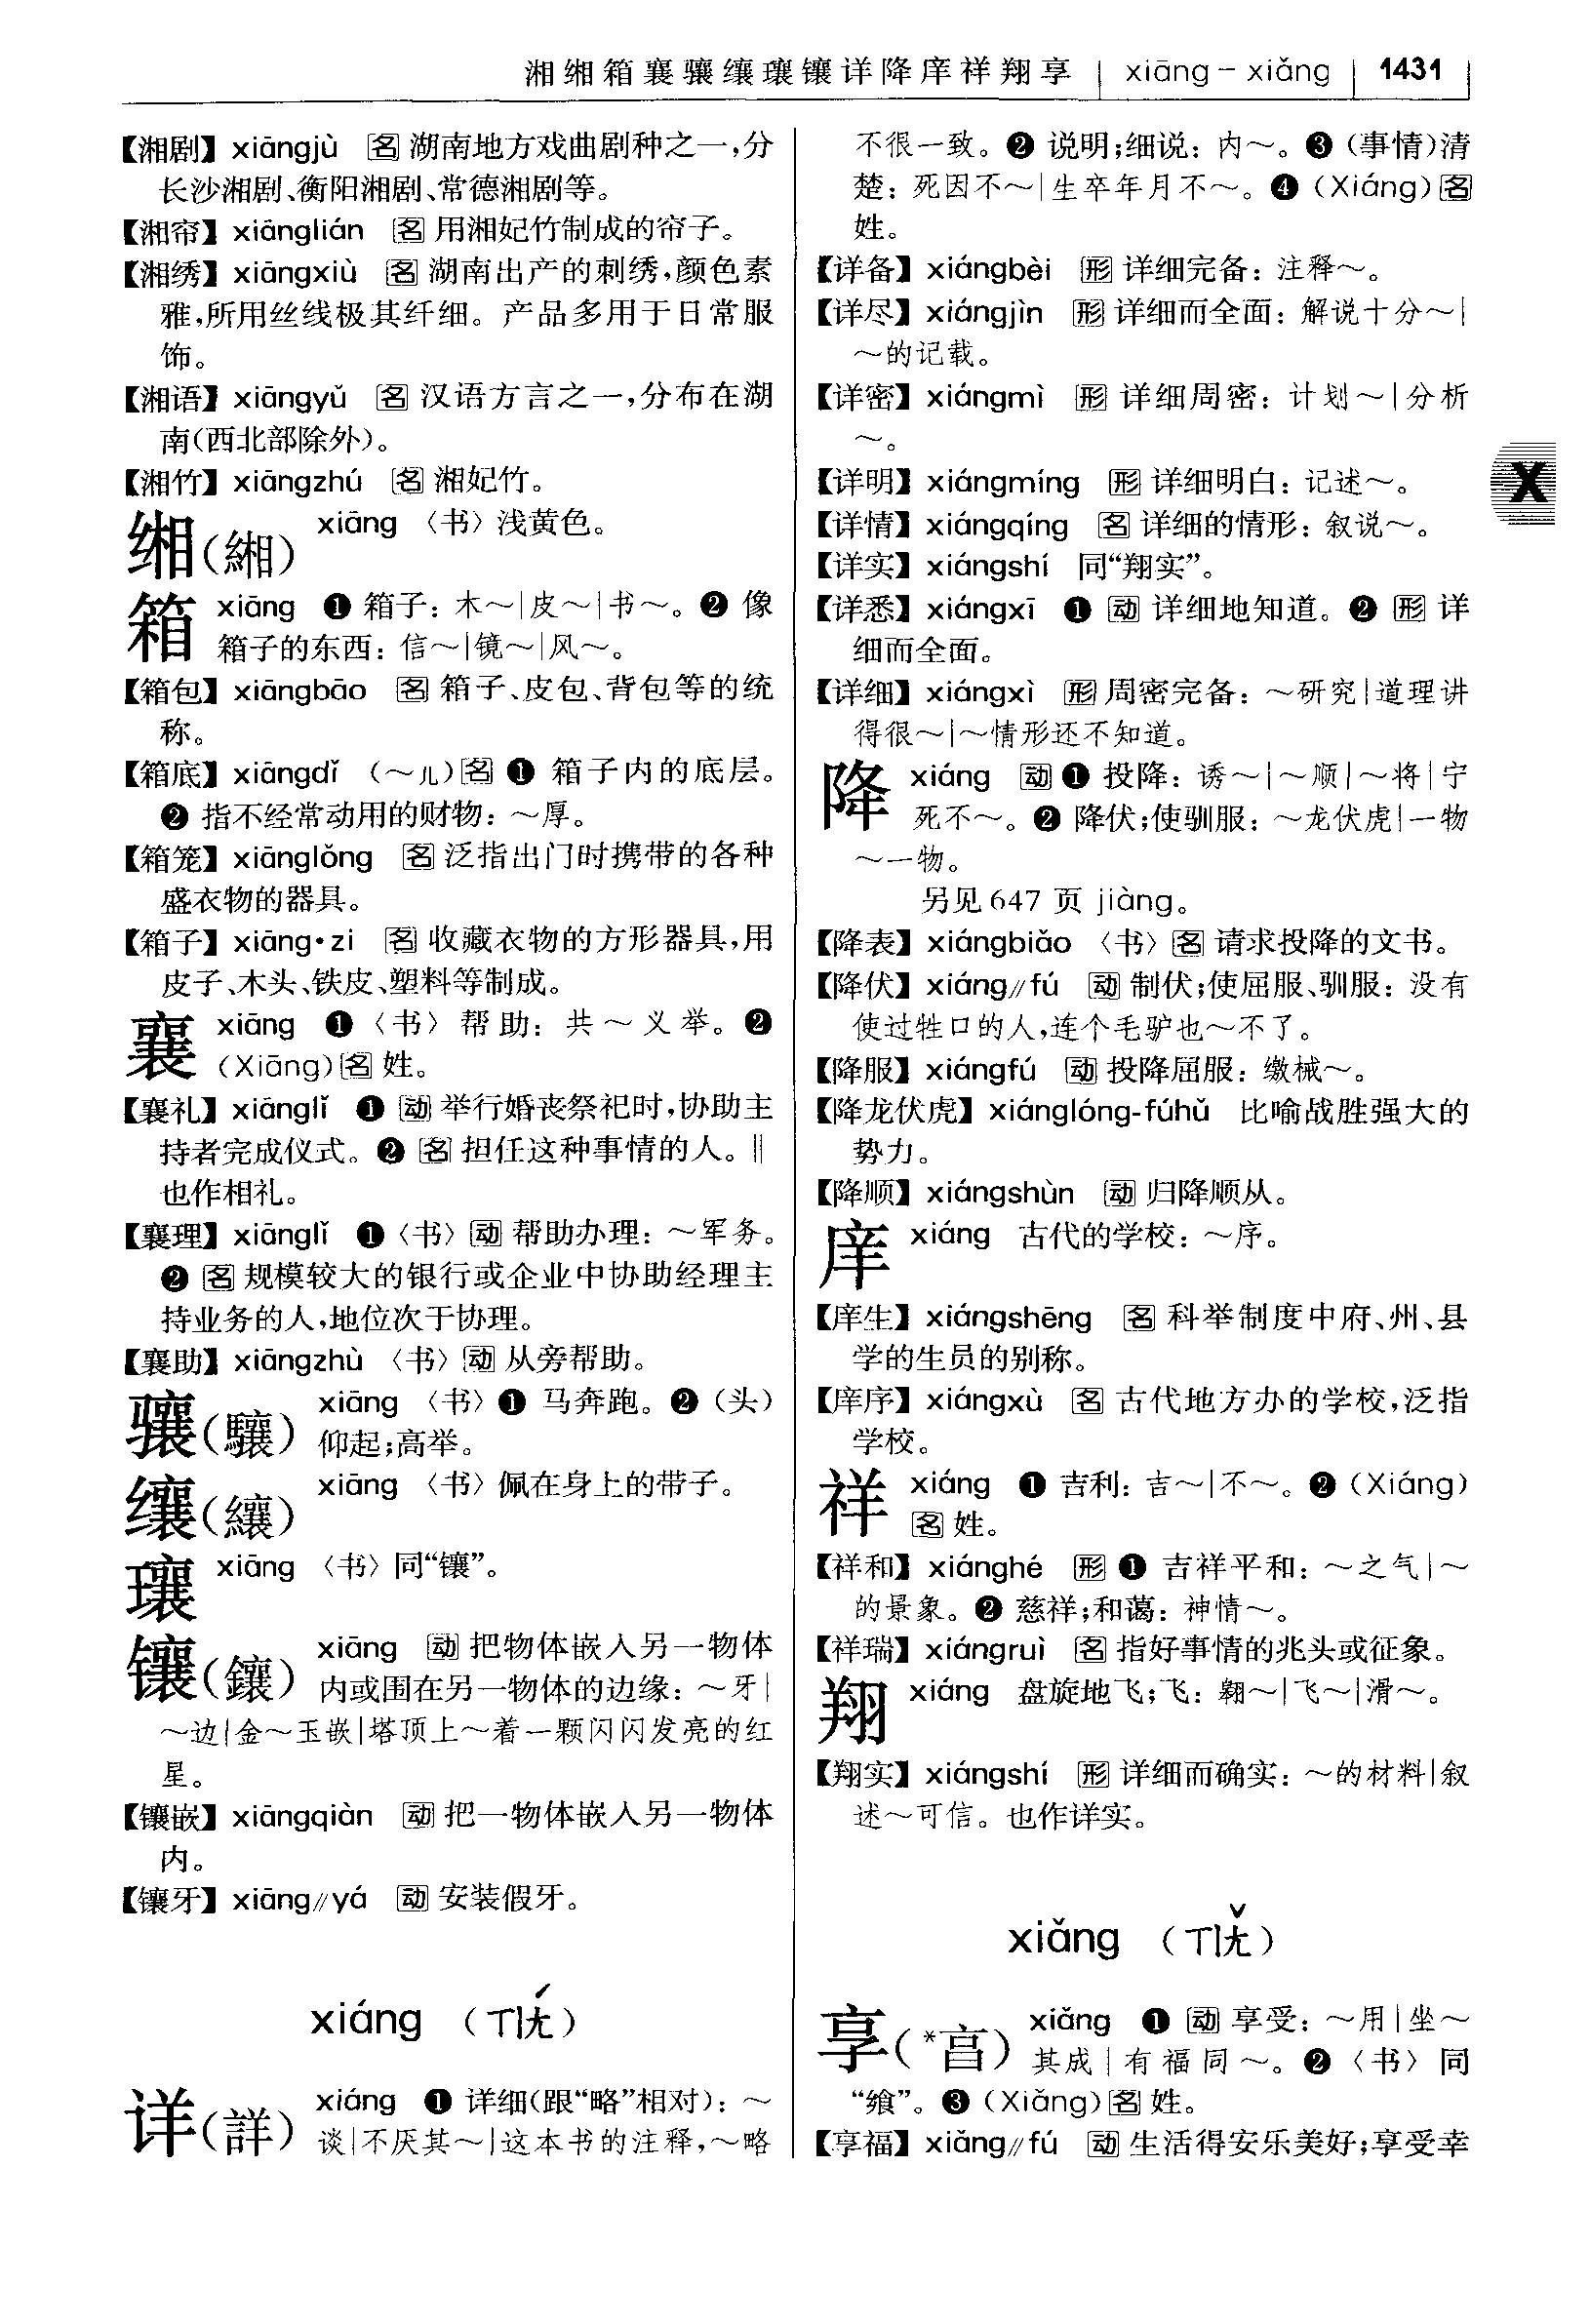 湘缃箱襄骧缰瓖镶详降庠祥翔享 xiāng－xiǎng 1431
【湘剧】xiāngjù 名 湖南地方戏曲剧种之一,分
长沙湘剧、衡阳湘剧、常德湘剧等。
【湘帘】xiānglián 名 用湘妃竹制成的帘子。
【湘绣】xiāngxiù 名 湖南出产的刺绣,颜色素
雅,所用丝线极其纤细。产品多用于日常服
饰。
【湘语】xiāngyǔ 名 汉语方言之一,分布在湖
南(西北部除外)。
【湘竹】xiāngzhú 名 湘妃竹。
缃(緗) xiāng 〈书〉浅黄色。
箱 xiāng ❶ 箱子：木～|皮～|书～。❷ 像
箱子的东西：信～|镜～|风～。
【箱包】xiāngbāo 名 箱子、皮包、背包等的统
称。
【箱底】xiāngdǐ (～儿)名 ❶ 箱子内的底层。
❷ 指不经常动用的财物：～厚。
【箱笼】xiānglǒng 名 泛指出门时携带的各种
盛衣物的器具。
【箱子】xiāng·zi 名 收藏衣物的方形器具,用
皮子、木头、铁皮、塑料等制成。
襄 xiāng ❶〈书〉帮助：共～义举。❷
(Xiāng)名 姓。
【襄礼】xiānglǐ ❶ 动 举行婚丧祭祀时,协助主
持者完成仪式。❷ 名 担任这种事情的人。‖
也作相礼。
【襄理】xiānglǐ ❶〈书〉动 帮助办理：～军务。
❷ 名 规模较大的银行或企业中协助经理主
持业务的人,地位次于协理。
【襄助】xiāngzhù 〈书〉动 从旁帮助。
骧(驤) xiāng 〈书〉❶ 马奔跑。❷ (头)
仰起;高举。
纕(纕) xiāng 〈书〉佩在身上的带子。
瓖 xiāng 〈书〉同“镶”。
镶(鑲) xiāng 动 把物体嵌入另一物体
内或围在另一物体的边缘：～牙|
～边|金～玉嵌|塔顶上～着一颗闪闪发亮的红
星。
【镶嵌】xiāngqiàn 动 把一物体嵌入另一物体
内。
【镶牙】xiāng//yá 动 安装假牙。
xiáng (ㄒㄧㄤˊ)
详(詳) xiáng ❶ 详细(跟“略”相对)：～
谈|不厌其～|这本书的注释,～略
不很一致。❷ 说明;细说：内～。❸ (事情)清
楚：死因不～|生卒年月不～。❹ (Xiáng)名
姓。
【详备】xiángbèi 形 详细完备：注释～。
【详尽】xiángjìn 形 详细而全面：解说十分～|
～的记载。
【详密】xiángmì 形 详细周密：计划～|分析
～。
【详明】xiángmíng 形 详细明白：记述～。
【详情】xiángqíng 名 详细的情形：叙说～。
【详实】xiángshí 同“翔实”。
【详悉】xiángxī ❶ 动 详细地知道。❷ 形 详
细而全面。
【详细】xiángxì 形 周密完备：～研究|道理讲
得很～|～情形还不知道。
降 xiáng 动❶ 投降：诱～|～顺|～将|宁
死不～。❷ 降伏;使驯服：～龙伏虎|一物
～一物。
另见 647 页 jiàng。
【降表】xiángbiǎo 〈书〉名 请求投降的文书。
【降伏】xiáng//fú 动 制伏;使屈服、驯服：没有
使过牲口的人,连个毛驴也～不了。
【降服】xiángfú 动 投降屈服：缴械～。
【降龙伏虎】xiánglóng-fúhǔ 比喻战胜强大的
势力。
【降顺】xiángshùn 动 归降顺从。
庠 xiáng 古代的学校：～序。
【庠生】xiángshēng 名 科举制度中府、州、县
学的生员的别称。
【庠序】xiángxù 名 古代地方办的学校,泛指
学校。
祥 xiáng ❶ 吉利：吉～|不～。❷ (Xiáng)
名 姓。
【祥和】xiánghé 形 ❶ 吉祥平和：～之气|～
的景象。❷ 慈祥;和蔼：神情～。
【祥瑞】xiángruì 名 指好事情的兆头或征象。
翔 xiáng 盘旋地飞;飞：翱～|飞～|滑～。
【翔实】xiángshí 形 详细而确实：～的材料|叙
述～可信。也作详实。
xiǎng (ㄒㄧㄤˇ)
享(*亯) xiǎng ❶ 动 享受：～用|坐～
其成|有福同～。❷〈书〉同
“飨”。❸ (Xiǎng)名 姓。
【享福】xiǎng//fú 动 生活得安乐美好;享受幸
X